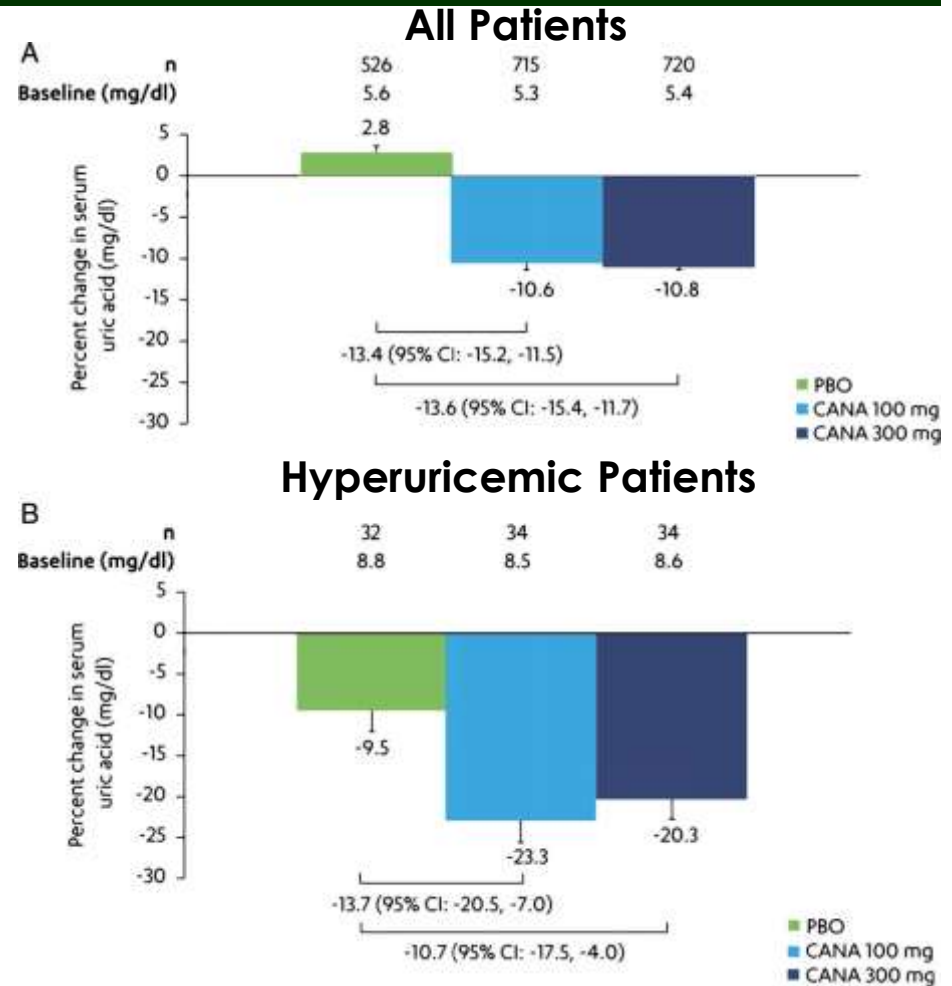 All Patients
A
n 526 715 720
Baseline (mg/dl) 5.6 5.3 5.4
2.8
5
0
-5
-10
-15
-20
-25
-30
Percent change in serum
uric acid (mg/dl)
-10.6 -10.8
-13.4 (95% CI: -15.2, -11.5)
-13.6 (95% CI: -15.4, -11.7)
PBO
CANA 100 mg
CANA 300 mg
Hyperuricemic Patients
B
n 32 34 34
Baseline (mg/dl) 8.8 8.5 8.6
5
0
-5
-10
-15
-20
-25
-30
Percent change in serum
uric acid (mg/dl)
-9.5
-23.3
-20.3
-13.7 (95% CI: -20.5, -7.0)
-10.7 (95% CI: -17.5, -4.0)
PBO
CANA 100 mg
CANA 300 mg